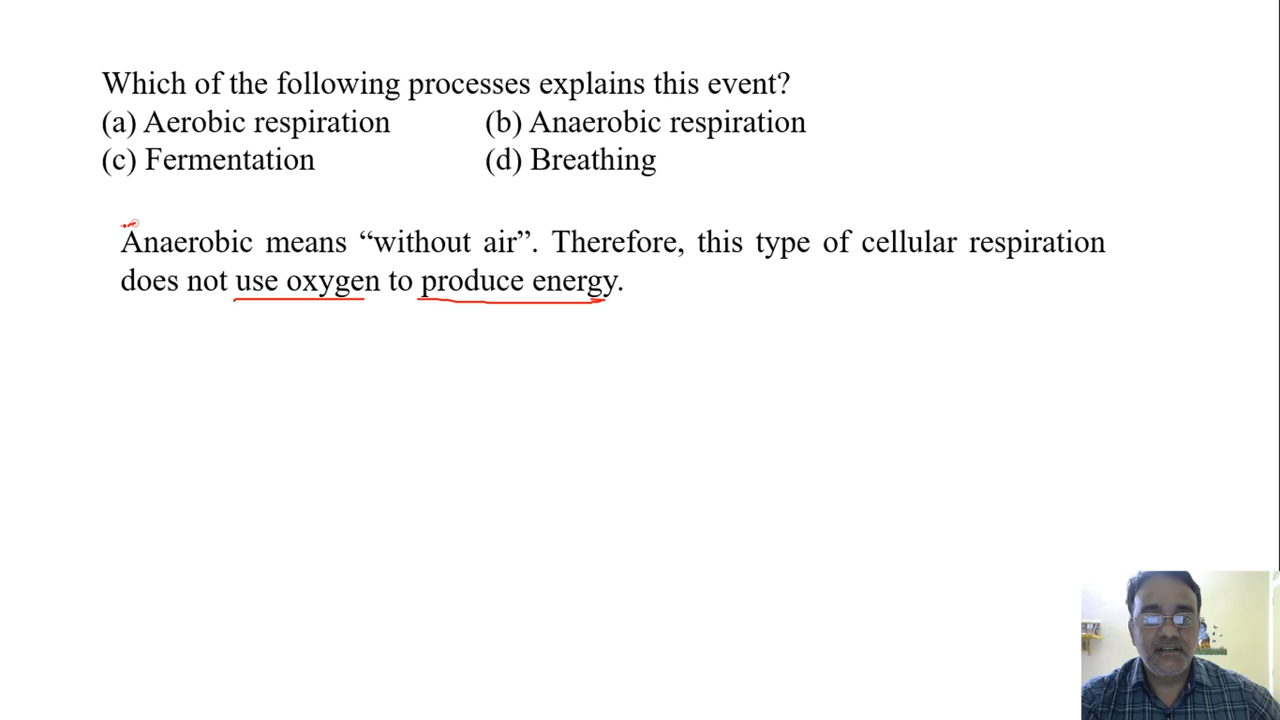 Which of the following processes explains this event?
(a) Aerobic respiration (b) Anaerobic respiration
(c) Fermentation (d) Breathing
Anaerobic means “without air”. Therefore, this type of cellular respiration
does not use oxygen to produce energy.